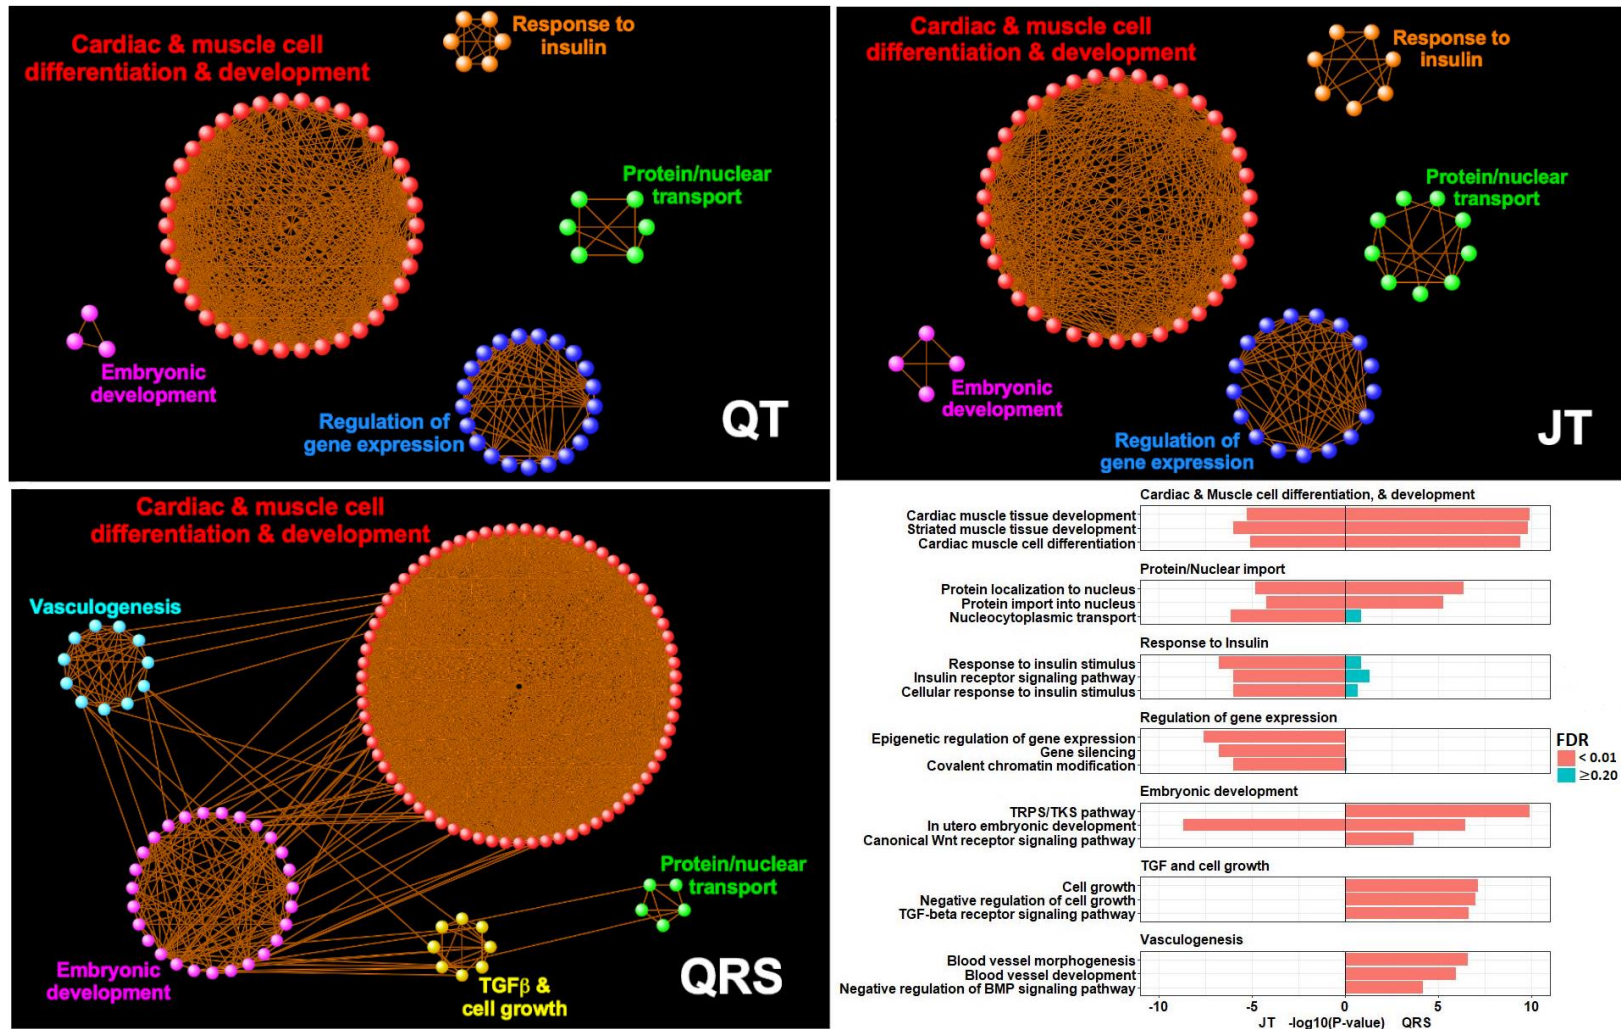 Cardiac & muscle cell
differentiation & development
Response to
insulin
Protein/nuclear
transport
Embryonic
development
Regulation of
gene expression
QT
Cardiac & muscle cell
differentiation & development
Response to
insulin
Protein/nuclear
transport
Embryonic
development
Regulation of
gene expression
JT
Cardiac & muscle cell
differentiation & development
Vasculogenesis
Protein/nuclear
transport
Embryonic
development
TGFβ &
cell growth
QRS
Cardiac & Muscle cell differentiation, & development
Cardiac muscle tissue development
Striated muscle tissue development
Cardiac muscle cell differentiation
Protein/Nuclear import
Protein localization to nucleus
Protein import into nucleus
Nucleocytoplasmic transport
Response to Insulin
Response to insulin stimulus
Insulin receptor signaling pathway
Cellular response to insulin stimulus
Regulation of gene expression
Epigenetic regulation of gene expression
Gene silencing
Covalent chromatin modification
Embryonic development
TRPS/TKS pathway
In utero embryonic development
Canonical Wnt receptor signaling pathway
TGF and cell growth
Cell growth
Negative regulation of cell growth
TGF-beta receptor signaling pathway
Vasculogenesis
Blood vessel morphogenesis
Blood vessel development
Negative regulation of BMP signaling pathway
-10 -5 0 5 10
JT -log10(P-value) QRS
FDR
< 0.01
≥0.20